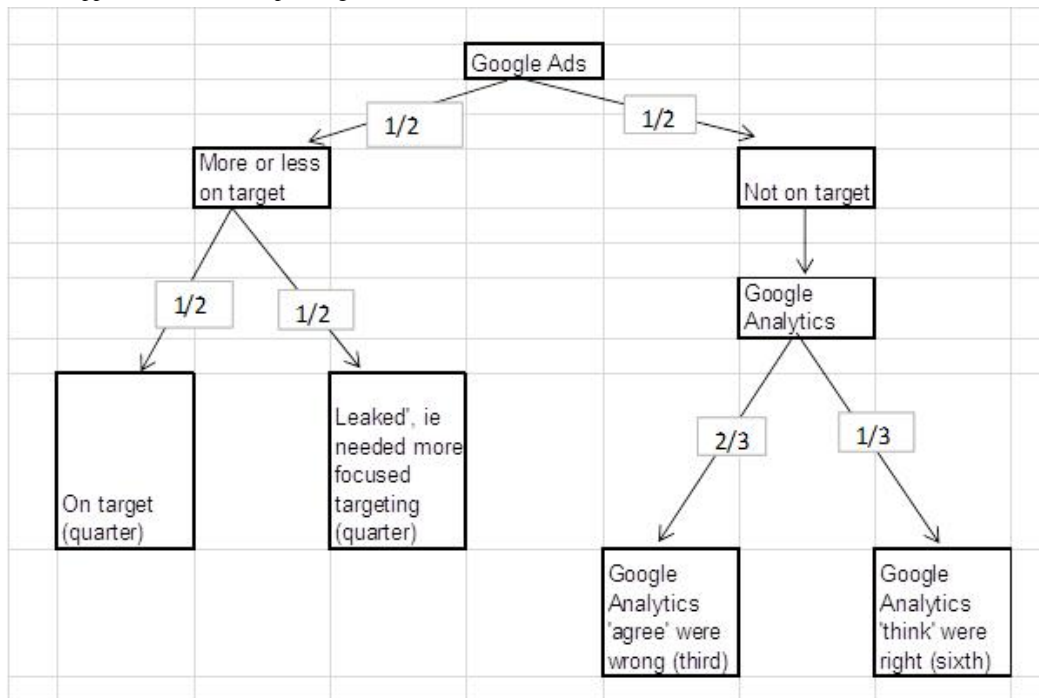 Google Ads
1/2
1/2
More or less
on target
Not on target
1/2
1/2
Google
Analytics
2/3
1/3
On target
(quarter)
Leaked', ie
needed more
focused
targeting
(quarter)
Google
Analytics
'agree' were
wrong (third)
Google
Analytics
'think' were
right (sixth)